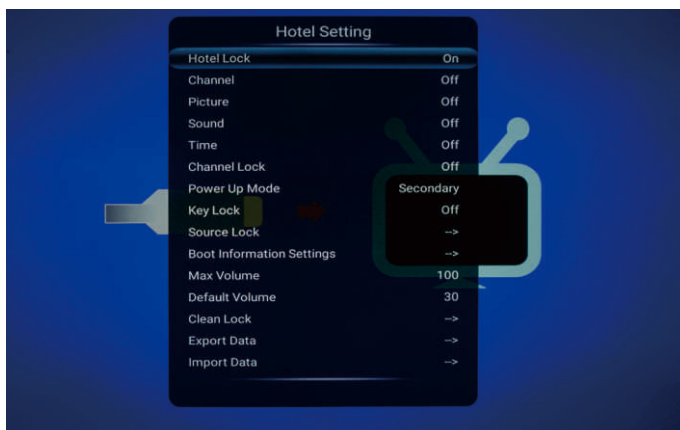 Hotel Setting
Hotel Lock On
Channel Off
Picture Off
Sound Off
Time Off
Channel Lock Off
Power Up Mode Secondary
Key Lock Off
Source Lock -->
Boot Information Settings -->
Max Volume 100
Default Volume 30
Clean Lock -->
Export Data -->
Import Data -->